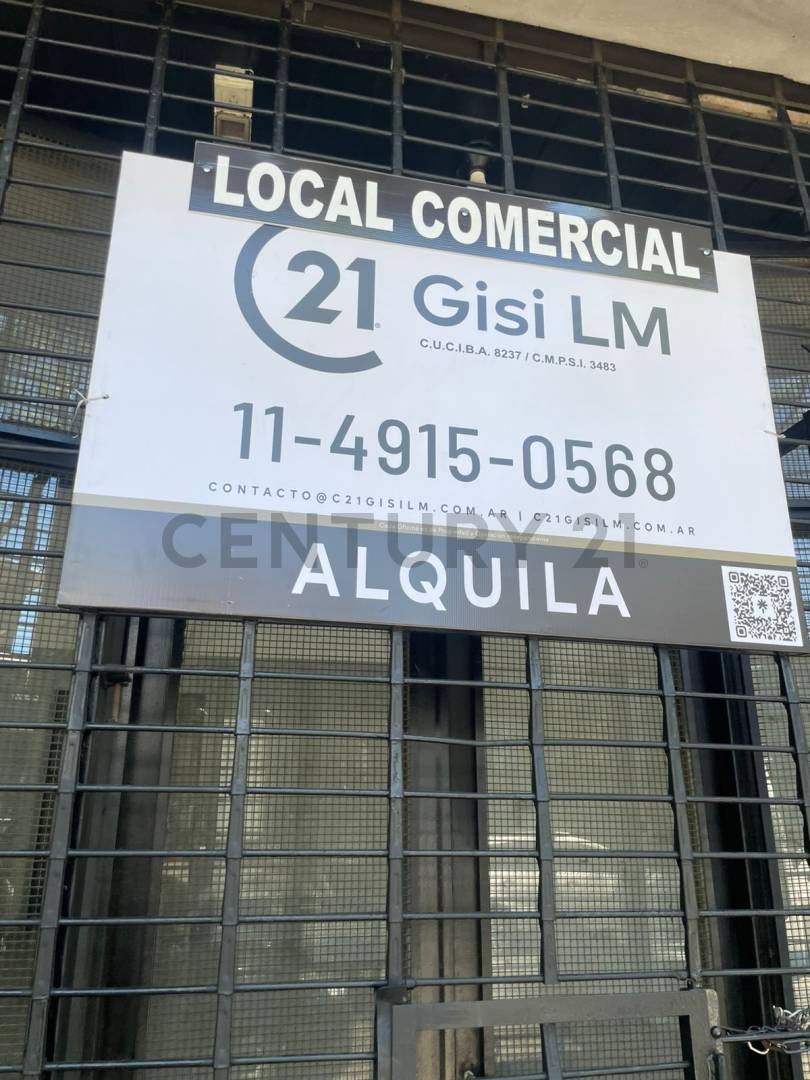 LOCAL COMERCIAL
21 Gisi LM
C.U.C.I.B.A. 8237 / C.M.P.S.I. 3483
11-4915-0568
CONTACTO@C21GISILM.COM.AR | C21GISILM.COM.AR
CENTURY 21
ALQUILA